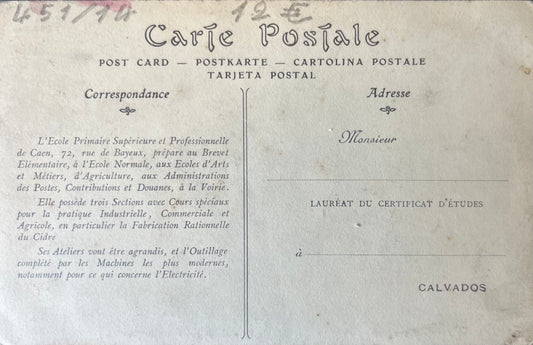 451/14
12 €
Carte Postale
POST CARD — POSTKARTE — CARTOLINA POSTALE
TARJETA POSTAL
Correspondance
L'Ecole Primaire Supérieure et Professionnelle
de Caen, 72, rue de Bayeux, prépare au Brevet
Elémentaire, à l'Ecole Normale, aux Ecoles d'Arts
et Métiers, d'Agriculture, aux Administrations
des Postes, Contributions et Douanes, à la Voirie.
Elle possède trois Sections avec Cours spéciaux
pour la pratique Industrielle, Commerciale et
Agricole, en particulier la Fabrication Rationnelle
du Cidre
Ses Ateliers vont être agrandis, et l'Outillage
complété par les Machines les plus modernes,
notamment pour ce qui concerne l'Electricité.
Adresse
Monsieur
LAURÉAT DU CERTIFICAT D'ÉTUDES
à
CALVADOS